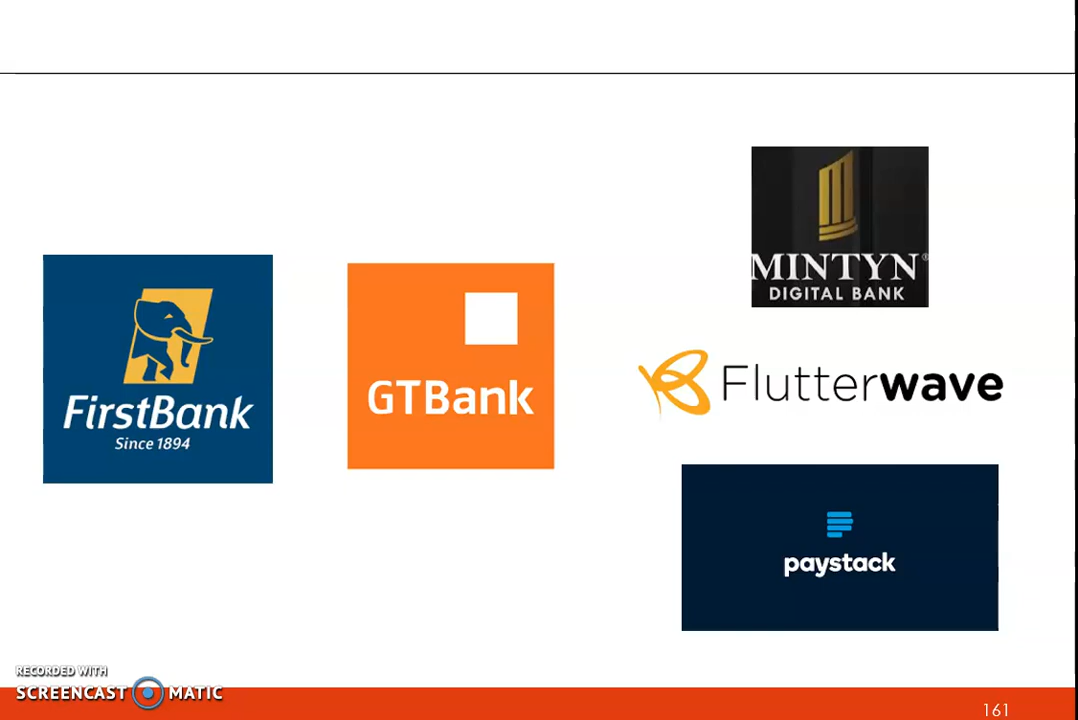 FirstBank
Since 1894
GTBank
MINTYN®
DIGITAL BANK
Flutterwave
paystack
RECORDED WITH
SCREENCAST MATIC
161